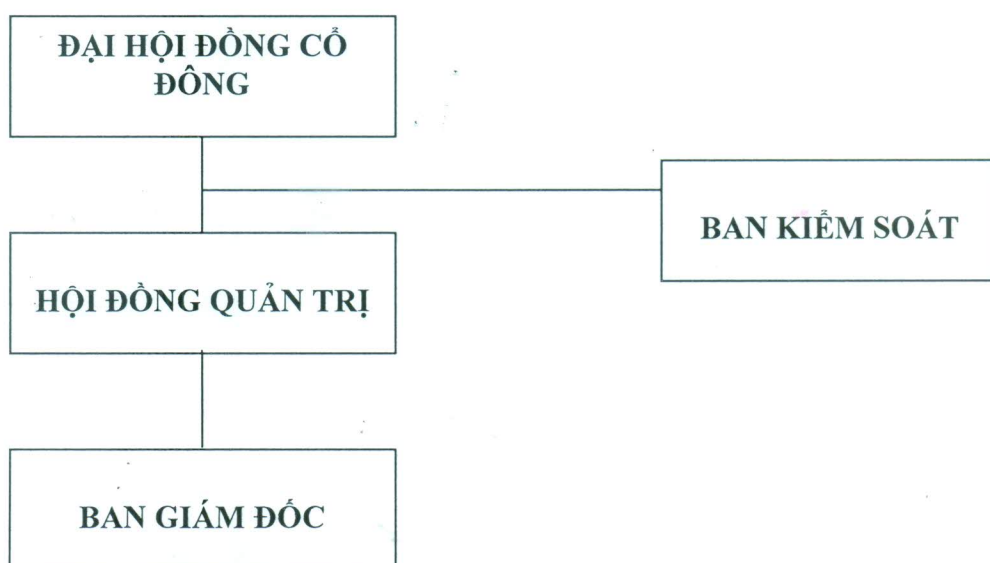 ĐẠI HỘI ĐỒNG CỔ
ĐÔNG
BAN KIỂM SOÁT
HỘI ĐỒNG QUẢN TRỊ
BAN GIÁM ĐỐC